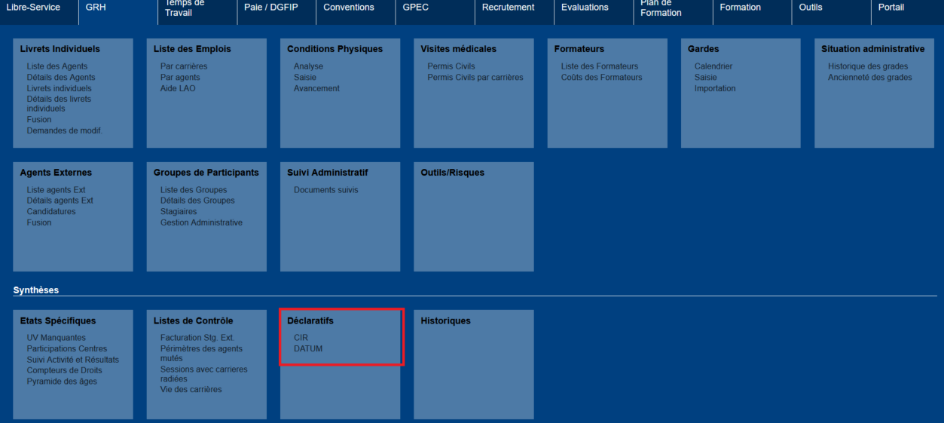 Libre-Service
GRH
Temps de
Travail
Paie / DGFIP
Conventions
GPEC
Recrutement
Evaluations
Plan de
Formation
Formation
Outils
Portail
Livrets Individuels
Liste des Agents
Détails des Agents
Livrets individuels
Détails des livrets
individuels
Fusion
Demandes de modif.
Liste des Emplois
Par carrières
Par agents
Aide LAO
Conditions Physiques
Analyse
Saisie
Avancement
Visites médicales
Permis Civils
Permis Civils par carrières
Formateurs
Liste des Formateurs
Coûts des Formateurs
Gardes
Calendrier
Saisie
Importation
Situation administrative
Historique des grades
Ancienneté des grades
Agents Externes
Liste agents Ext
Détails agents Ext
Candidatures
Fusion
Groupes de Participants
Liste des Groupes
Détails des Groupes
Stagiaires
Gestion Administrative
Suivi Administratif
Documents suivis
Outils/Risques
Synthèses
Etats Spécifiques
UV Manquantes
Participations Centres
Suivi Activité et Résultats
Compteurs de Droits
Pyramide des âges
Listes de Contrôle
Facturation Stg. Ext.
Périmètres des agents
mutés
Sessions avec carrieres
radiées
Vie des carrières
Déclaratifs
CIR
DATUM
Historiques